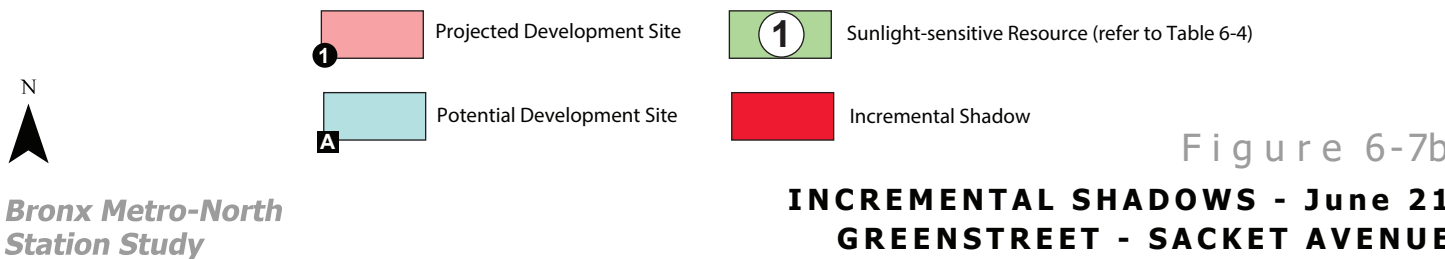 Projected Development Site
1
1
Sunlight-sensitive Resource (refer to Table 6-4)
N
Potential Development Site
A
Incremental Shadow
Figure 6-7b
Bronx Metro-North
Station Study
INCREMENTAL SHADOWS - June 21
GREENSTREET - SACKET AVENUE